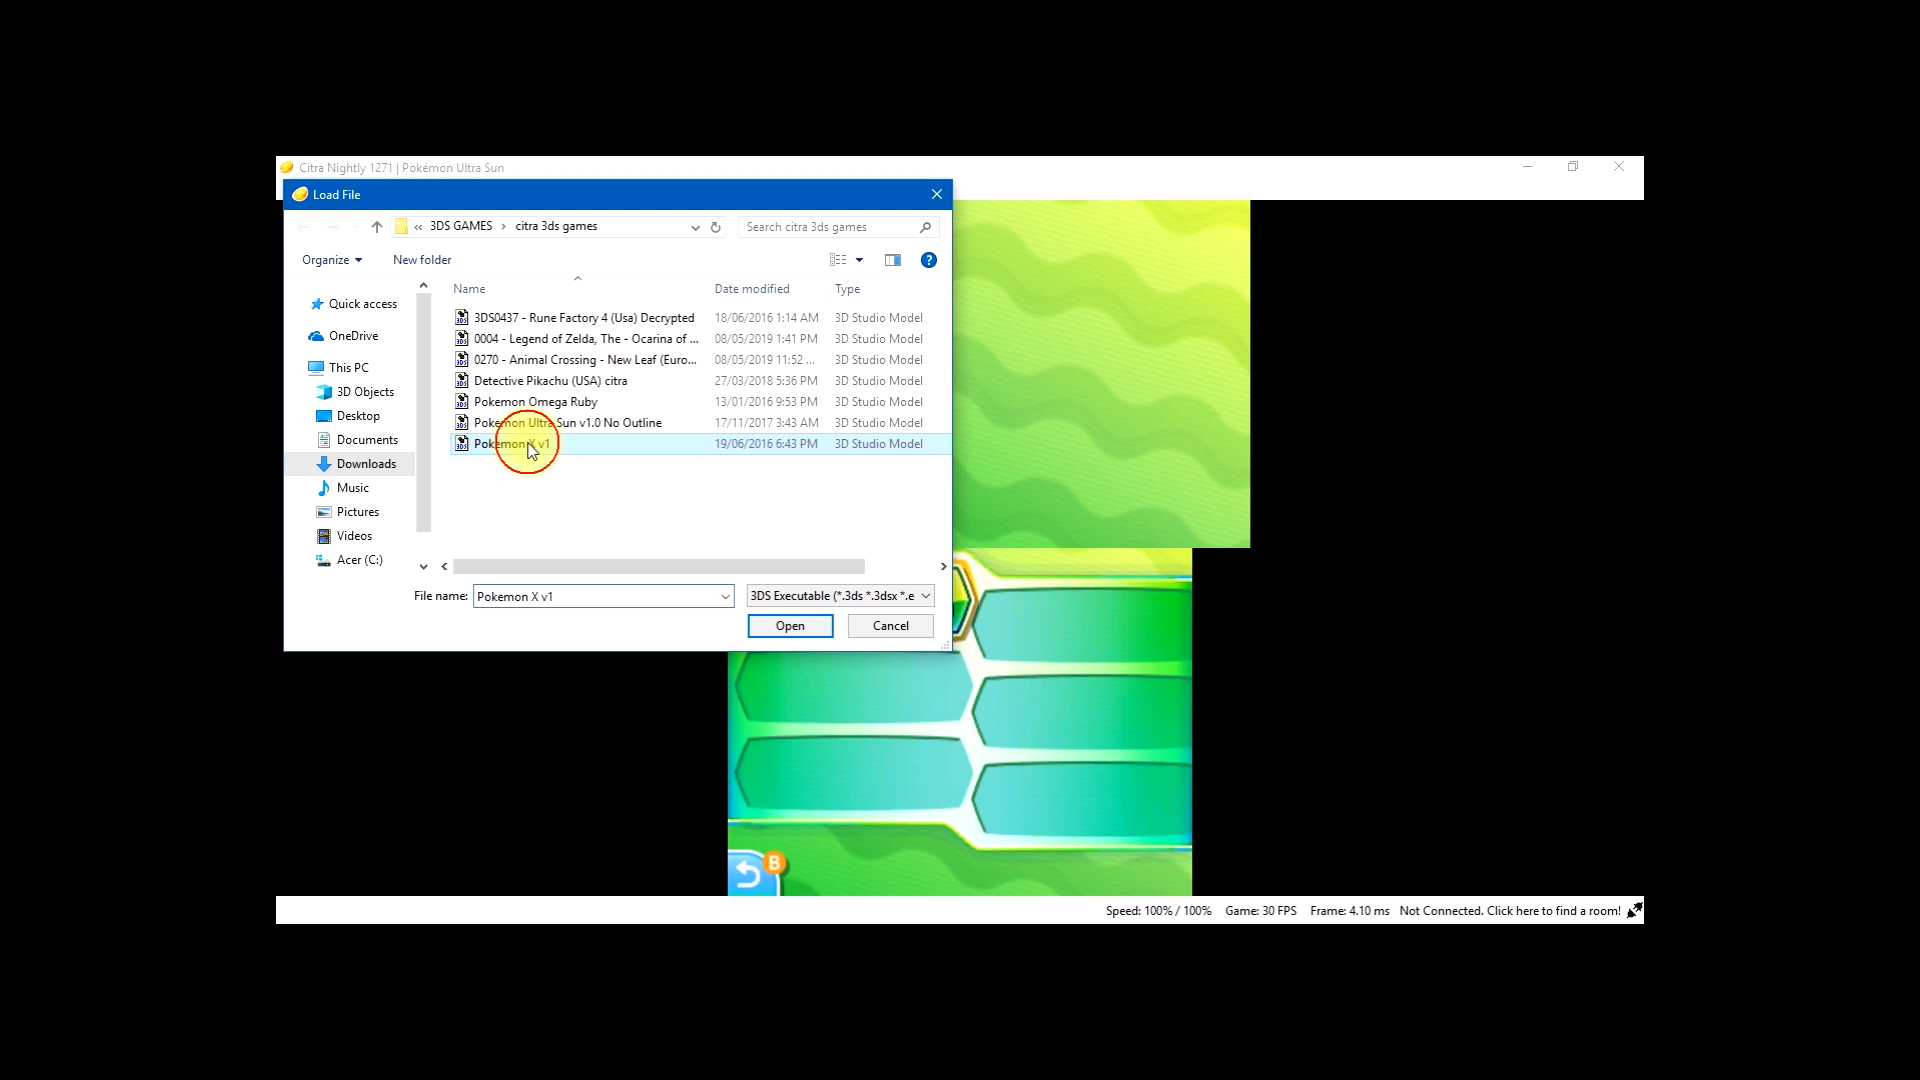 Citra Nightly 1271 | Pokémon Ultra Sun
Load File
« 3DS GAMES › citra 3ds games
Search citra 3ds games
Organize
New folder
?
Name Date modified Type
Quick access
OneDrive
This PC
3D Objects
Desktop
Documents
Downloads
Music
Pictures
Videos
Acer (C:)
3DS0437 - Rune Factory 4 (Usa) Decrypted 18/06/2016 1:14 AM 3D Studio Model
0004 - Legend of Zelda, The - Ocarina of ... 08/05/2019 1:41 PM 3D Studio Model
0270 - Animal Crossing - New Leaf (Euro... 08/05/2019 11:52 ... 3D Studio Model
Detective Pikachu (USA) citra 27/03/2018 5:36 PM 3D Studio Model
Pokemon Omega Ruby 13/01/2016 9:53 PM 3D Studio Model
Pokemon Ultra Sun v1.0 No Outline 17/11/2017 3:43 AM 3D Studio Model
Pokemon X v1 19/06/2016 6:43 PM 3D Studio Model
File name: Pokemon X v1 3DS Executable (*.3ds *.3dsx *.e
Open Cancel
B
Speed: 100% / 100% Game: 30 FPS Frame: 4.10 ms Not Connected. Click here to find a room!